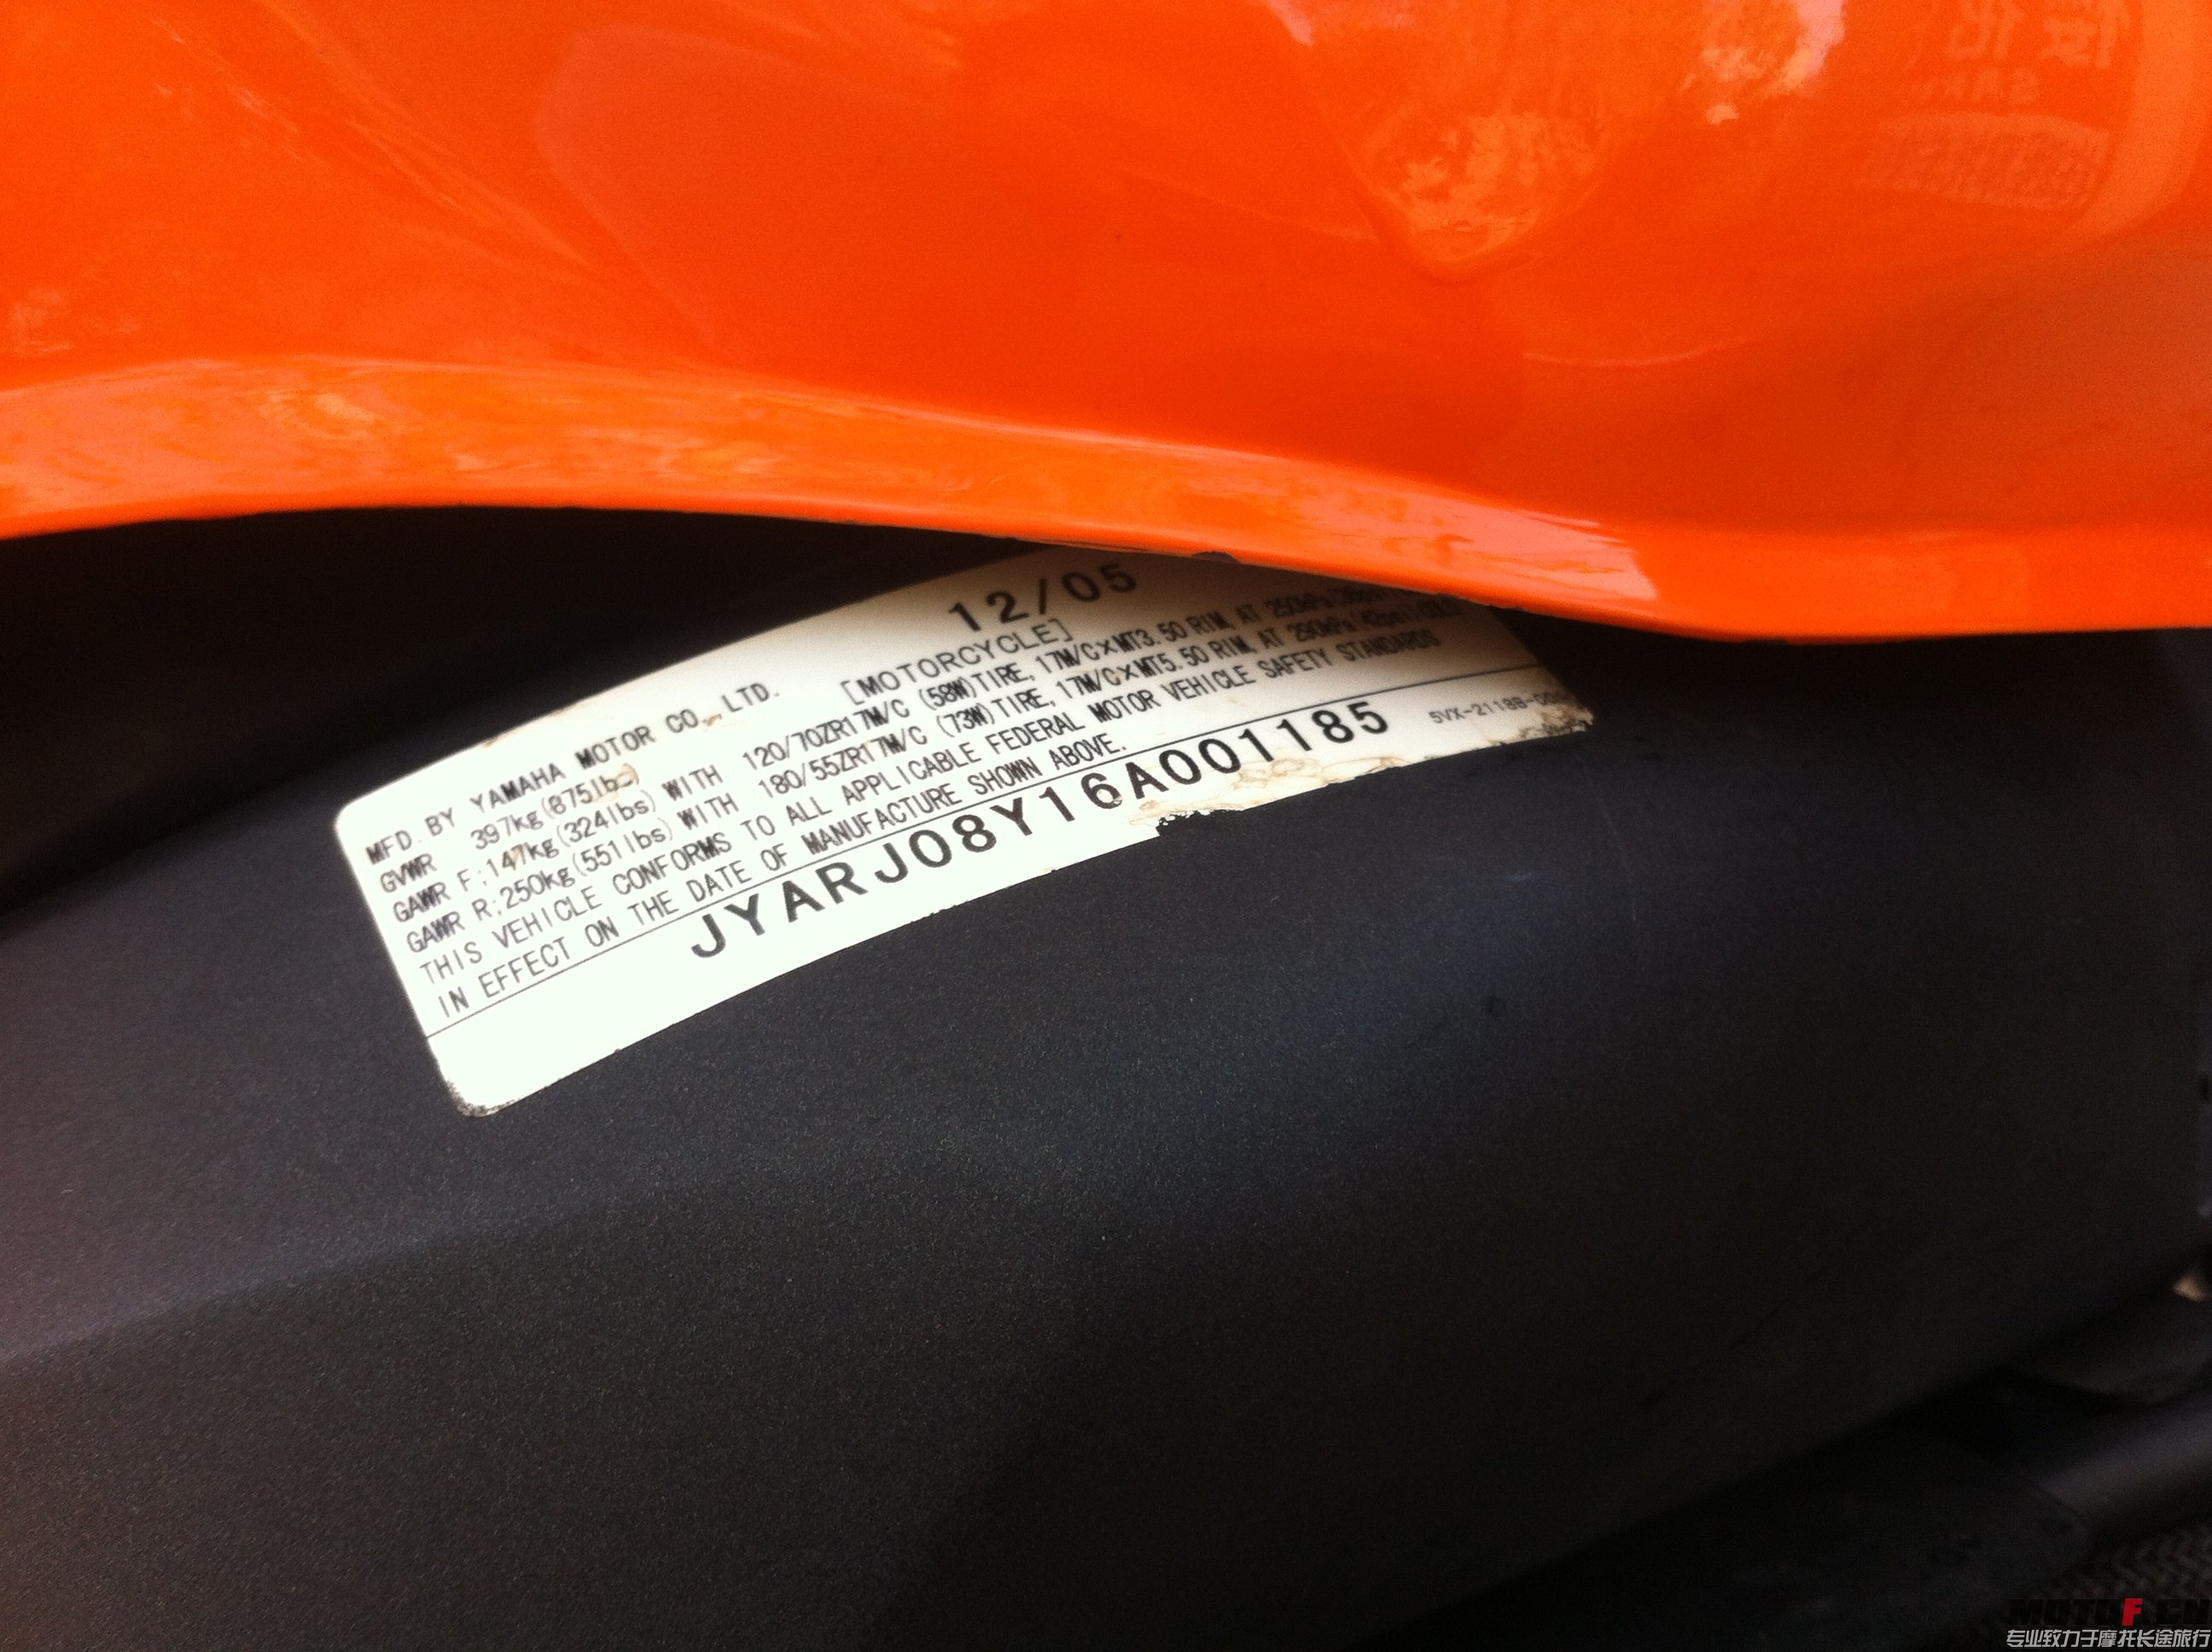 12/05
MFD. BY YAMAHA MOTOR CO., LTD. [MOTORCYCLE]
GVWR 397kg(875lbs)
GAWR F;147kg(324lbs) WITH 120/70ZR17M/C (58W)TIRE, 17M/C×MT3.50 RIM, AT 250kPa
GAWR R;250kg(551lbs) WITH 180/55ZR17M/C (73W)TIRE, 17M/C×MT5.50 RIM, AT 290kPa(42psi)
THIS VEHICLE CONFORMS TO ALL APPLICABLE FEDERAL MOTOR VEHICLE SAFETY STANDARDS
IN EFFECT ON THE DATE OF MANUFACTURE SHOWN ABOVE.
JYARJ08Y16A001185
MOTOF.CN
专业致力于摩托长途旅行